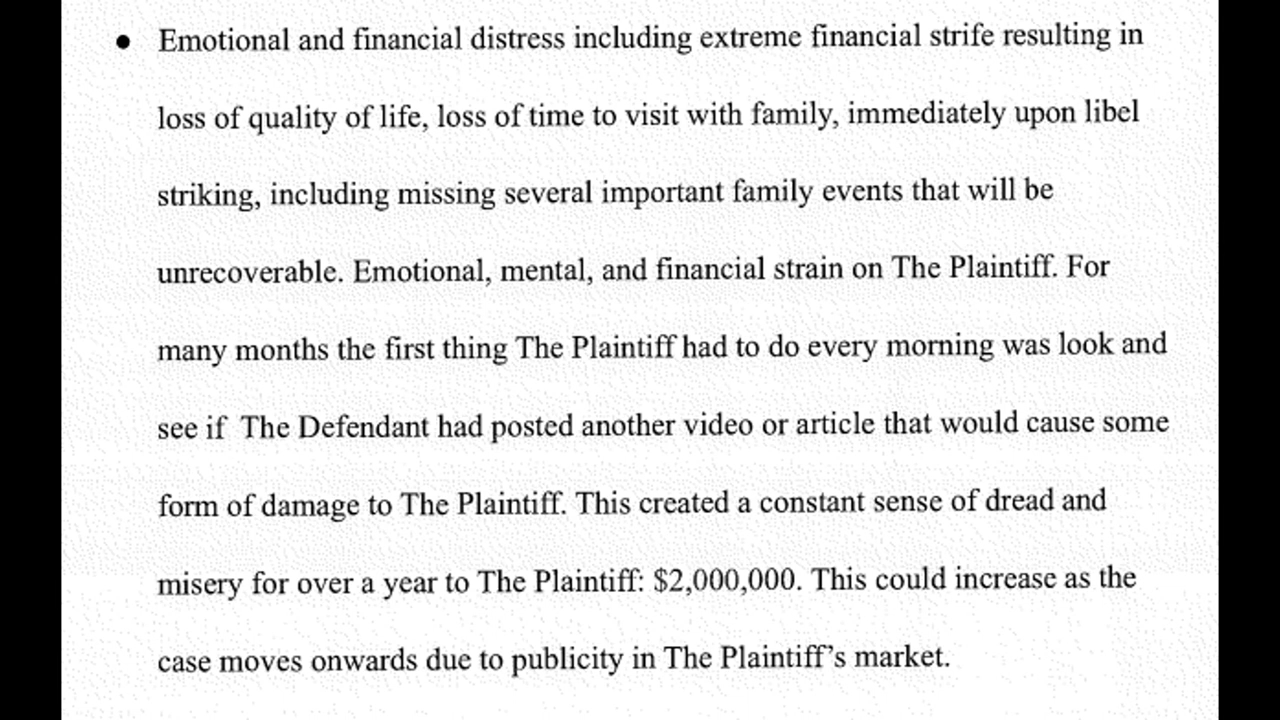 ● Emotional and financial distress including extreme financial strife resulting in
loss of quality of life, loss of time to visit with family, immediately upon libel
striking, including missing several important family events that will be
unrecoverable. Emotional, mental, and financial strain on The Plaintiff. For
many months the first thing The Plaintiff had to do every morning was look and
see if  The Defendant had posted another video or article that would cause some
form of damage to The Plaintiff. This created a constant sense of dread and
misery for over a year to The Plaintiff: $2,000,000. This could increase as the
case moves onwards due to publicity in The Plaintiff’s market.